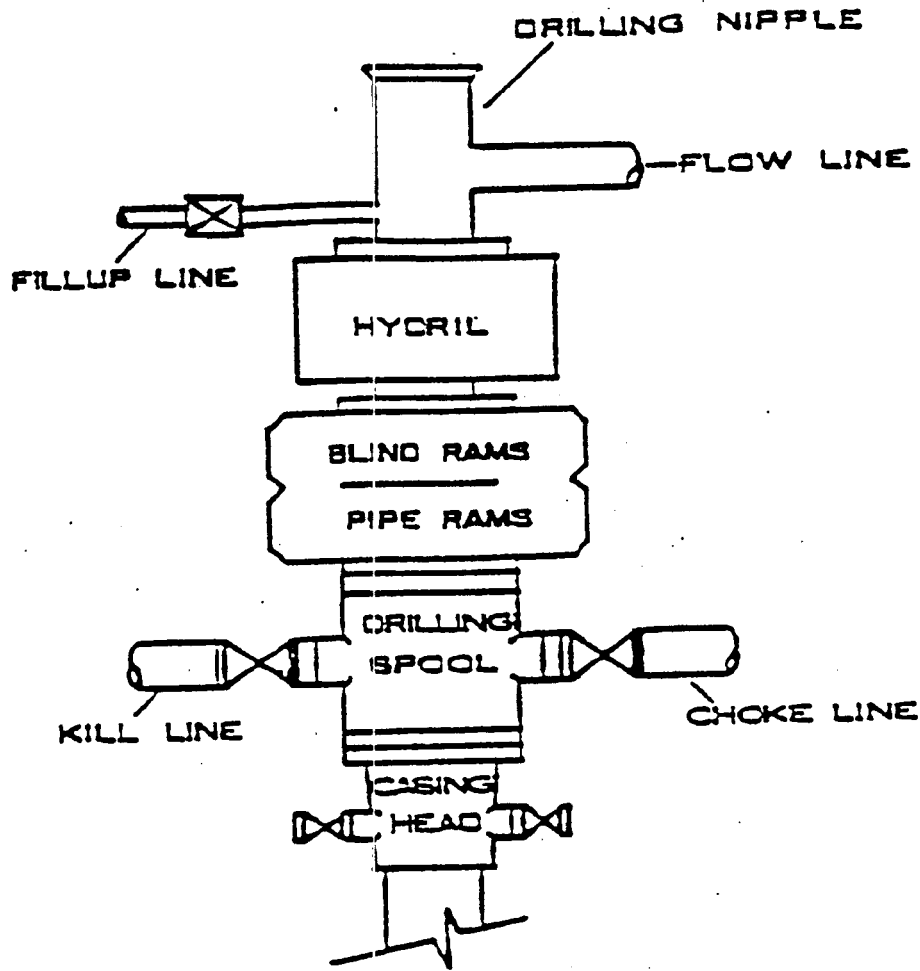 DRILLING NIPPLE
FLOW LINE
FILLUP LINE
HYDRIL
BLIND RAMS
PIPE RAMS
DRILLING
SPOOL
KILL LINE
CHOKE LINE
CASING
HEAD